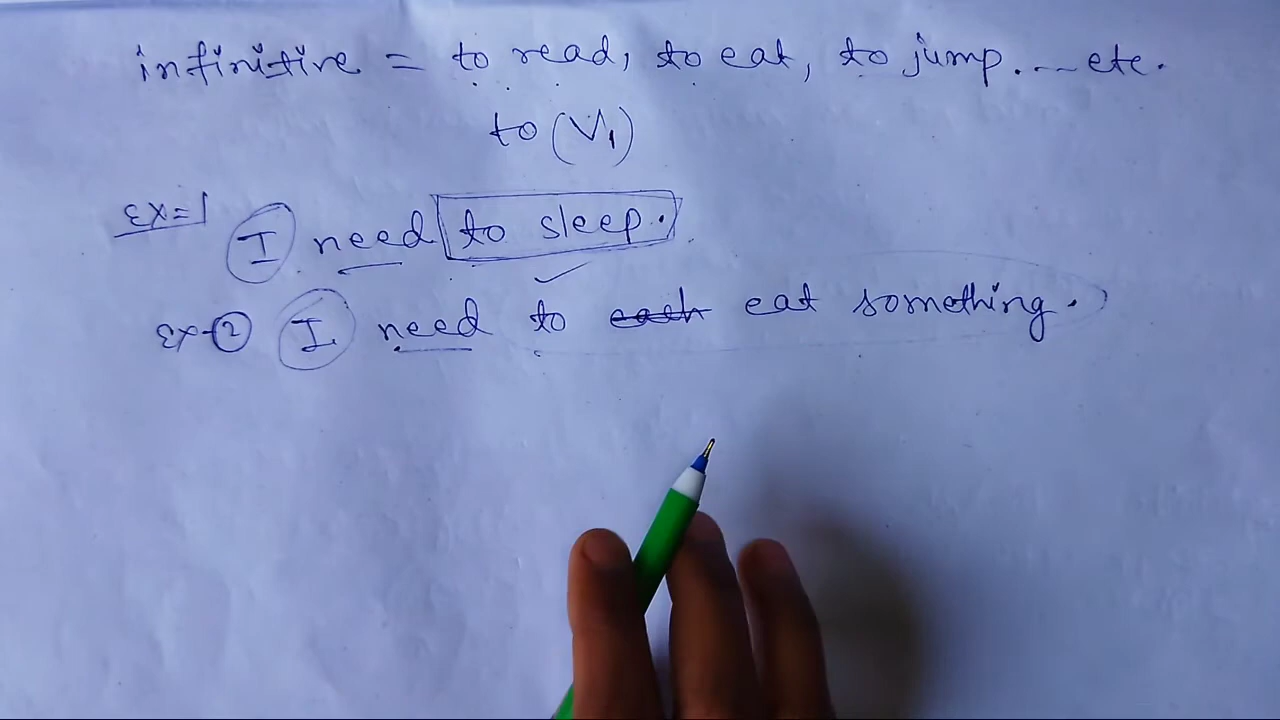 infinitive = to read, to eat, to jump....etc.
to (V1)
Ex=1 I need to sleep.
Ex-2 I need to each eat something.